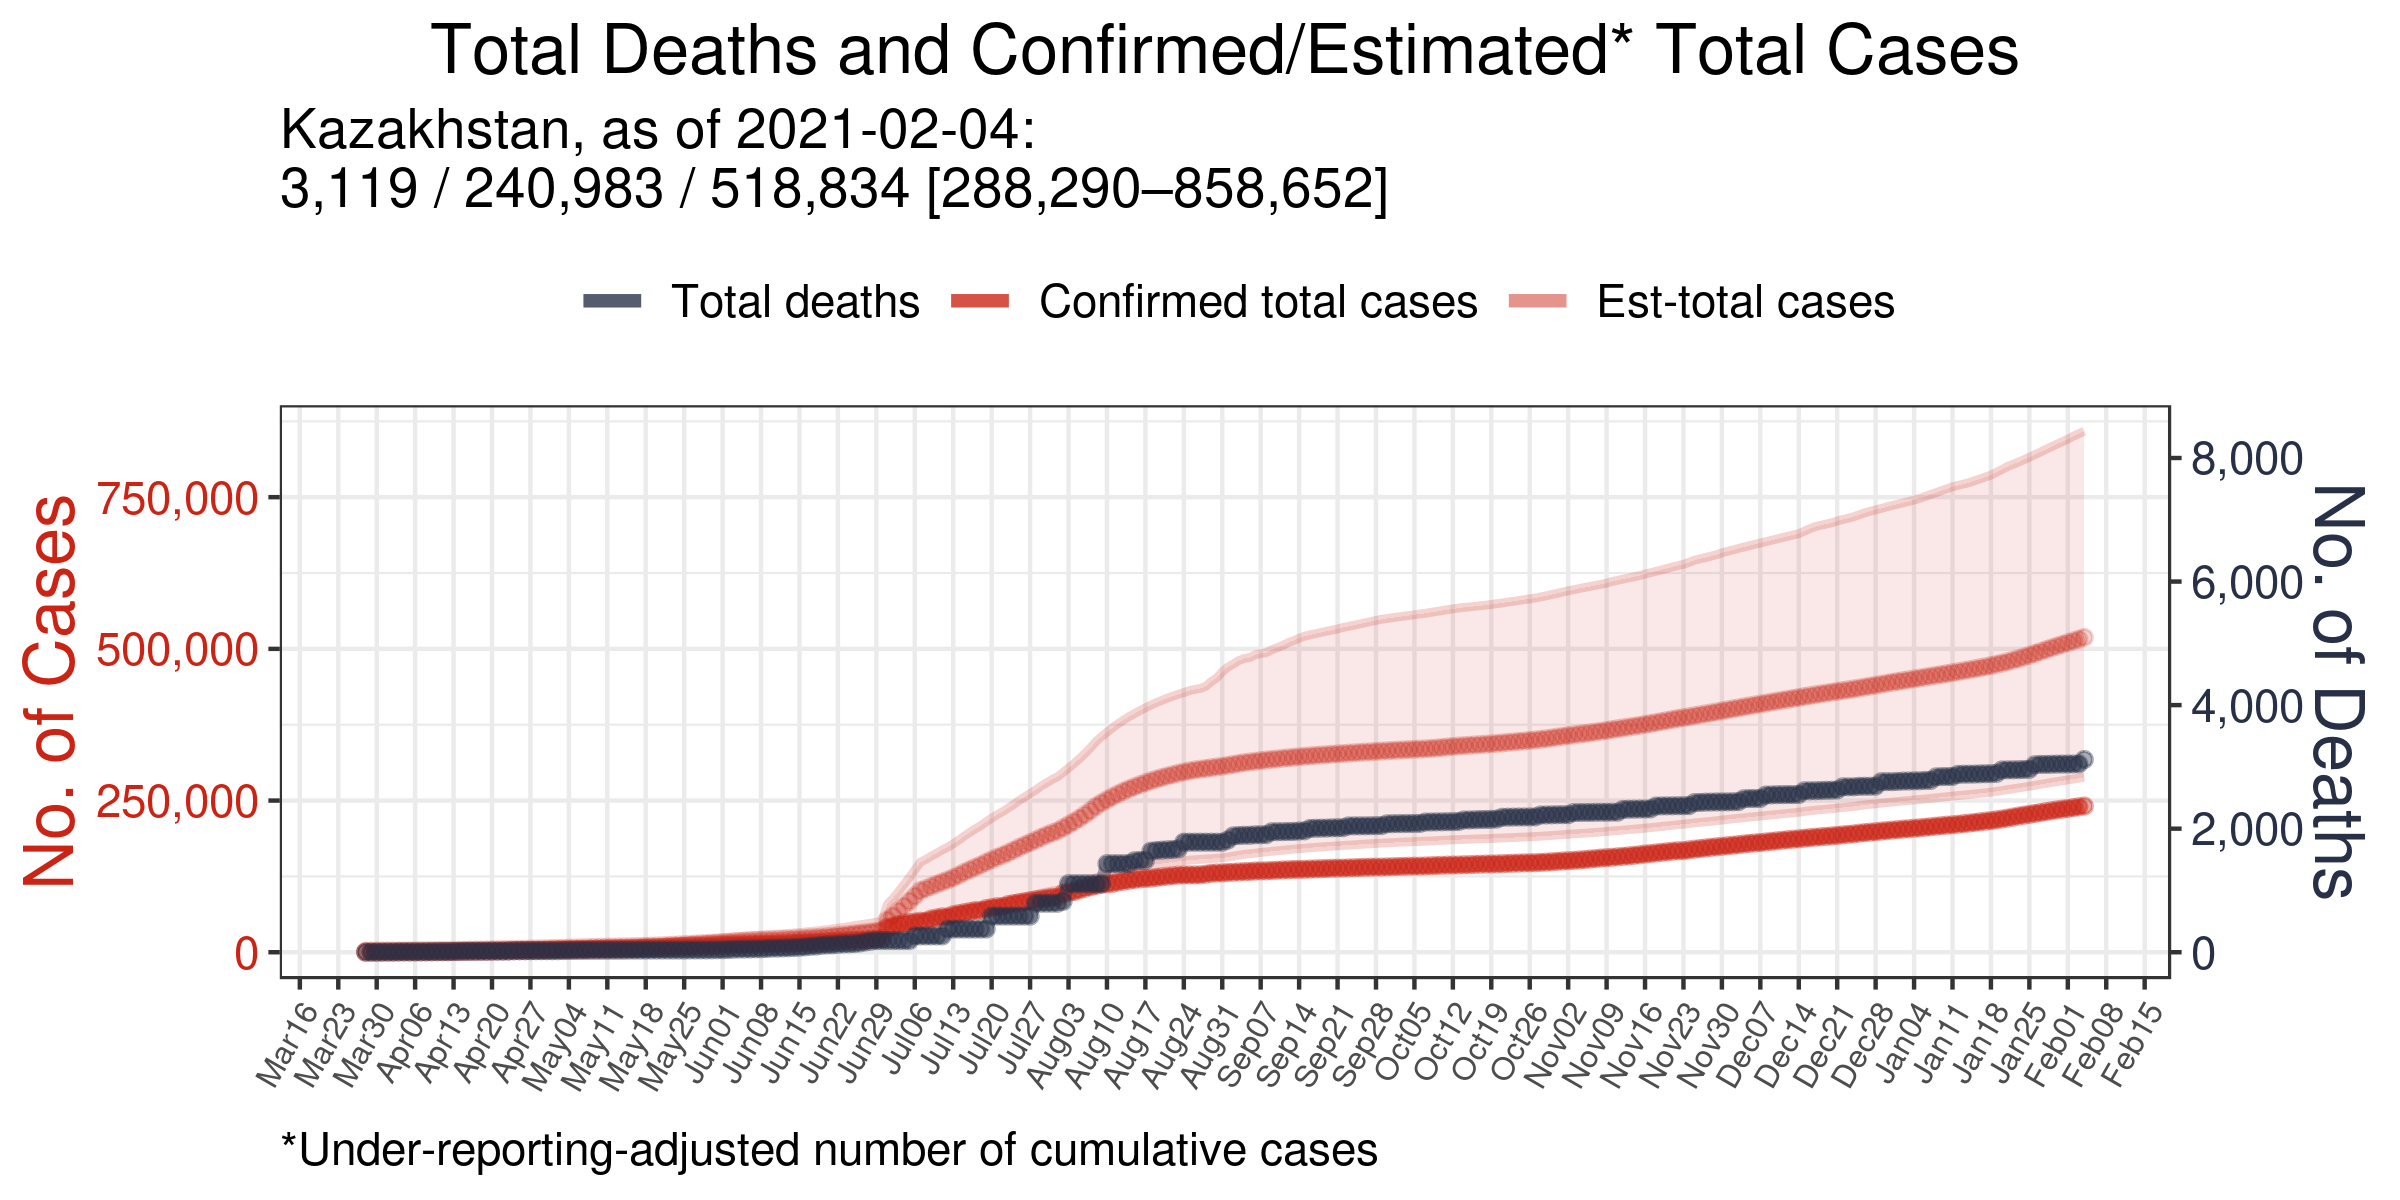 Total Deaths and Confirmed/Estimated* Total Cases
Kazakhstan, as of 2021-02-04:
3,119 / 240,983 / 518,834 [288,290–858,652]
Total deaths
Confirmed total cases
Est-total cases
No. of Cases
750,000
500,000
250,000
0
8,000
6,000
4,000
2,000
0
No. of Deaths
Mar16
Mar23
Mar30
Apr06
Apr13
Apr20
Apr27
May04
May11
May18
May25
Jun01
Jun08
Jun15
Jun22
Jun29
Jul06
Jul13
Jul20
Jul27
Aug03
Aug10
Aug17
Aug24
Aug31
Sep07
Sep14
Sep21
Sep28
Oct05
Oct12
Oct19
Oct26
Nov02
Nov09
Nov16
Nov23
Nov30
Dec07
Dec14
Dec21
Dec28
Jan04
Jan11
Jan18
Jan25
Feb01
Feb08
Feb15
*Under-reporting-adjusted number of cumulative cases